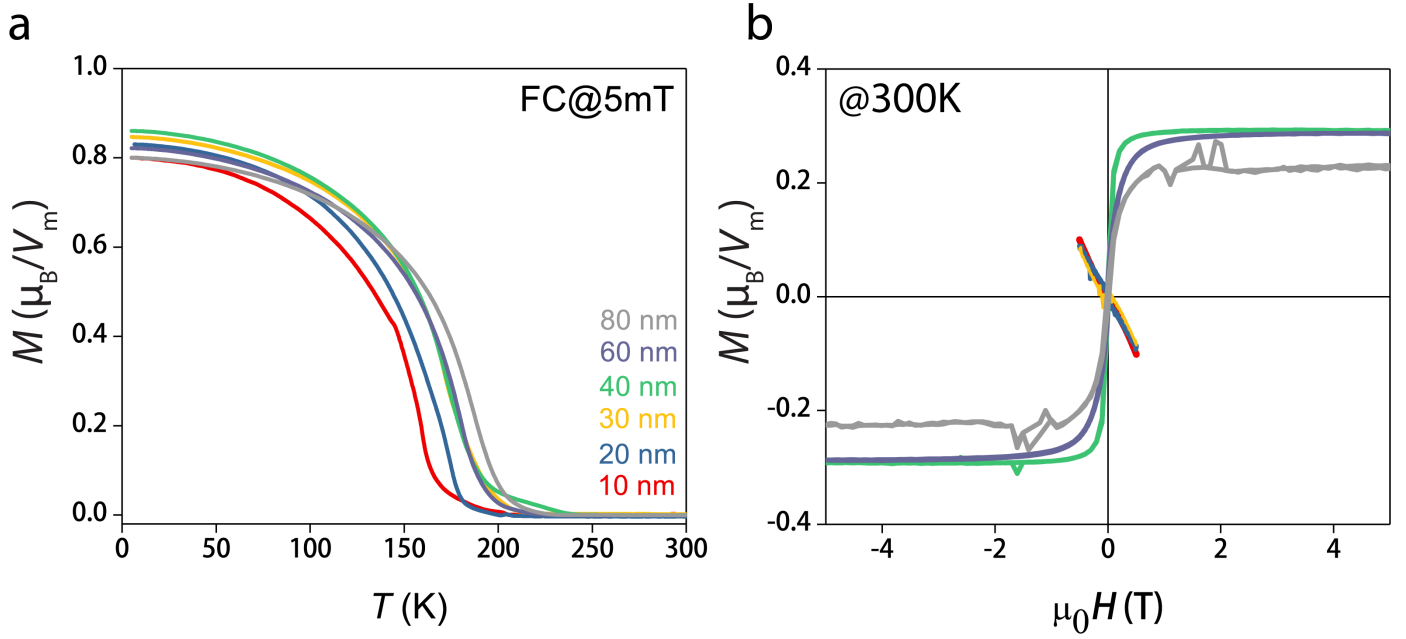 a
FC@5mT
1.0
0.8
0.6
0.4
0.2
0.0
M (μB/Vm)
80 nm
60 nm
40 nm
30 nm
20 nm
10 nm
0 50 100 150 200 250 300
T (K)
b
@300K
0.4
0.2
0.0
-0.2
-0.4
M (μB/Vm)
-4 -2 0 2 4
μ0H (T)